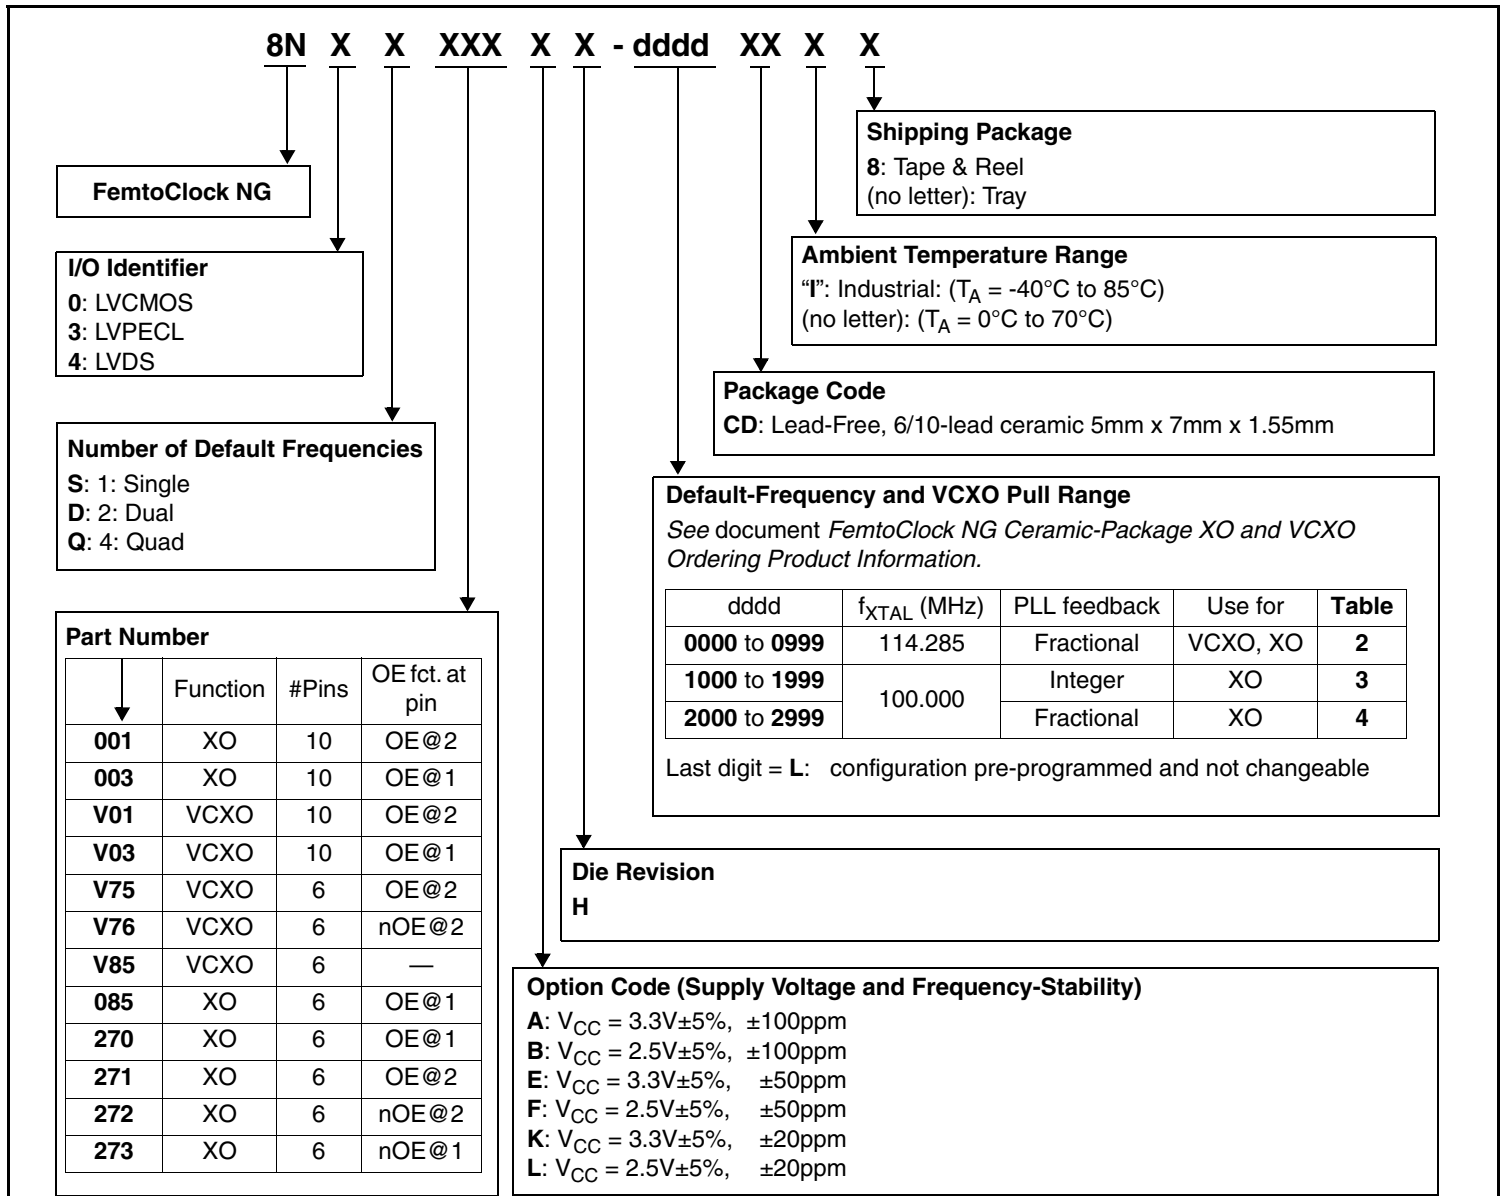 8N X X XXX X X - dddd XX X X
Shipping Package
8: Tape & Reel
(no letter): Tray
FemtoClock NG
Ambient Temperature Range
"I": Industrial: (TA = -40°C to 85°C)
(no letter): (TA = 0°C to 70°C)
I/O Identifier
0: LVCMOS
3: LVPECL
4: LVDS
Package Code
CD: Lead-Free, 6/10-lead ceramic 5mm x 7mm x 1.55mm
Number of Default Frequencies
S: 1: Single
D: 2: Dual
Q: 4: Quad
Default-Frequency and VCXO Pull Range
See document FemtoClock NG Ceramic-Package XO and VCXO
Ordering Product Information.
dddd fXTAL (MHz) PLL feedback Use for Table
0000 to 0999 114.285 Fractional VCXO, XO 2
1000 to 1999 100.000 Integer XO 3
2000 to 2999 Fractional XO 4
Last digit = L: configuration pre-programmed and not changeable
Part Number
Function #Pins OE fct. at
pin
001 XO 10 OE@2
003 XO 10 OE@1
V01 VCXO 10 OE@2
V03 VCXO 10 OE@1
V75 VCXO 6 OE@2
V76 VCXO 6 nOE@2
V85 VCXO 6 —
085 XO 6 OE@1
270 XO 6 OE@1
271 XO 6 OE@2
272 XO 6 nOE@2
273 XO 6 nOE@1
Die Revision
H
Option Code (Supply Voltage and Frequency-Stability)
A: VCC = 3.3V±5%, ±100ppm
B: VCC = 2.5V±5%, ±100ppm
E: VCC = 3.3V±5%, ±50ppm
F: VCC = 2.5V±5%, ±50ppm
K: VCC = 3.3V±5%, ±20ppm
L: VCC = 2.5V±5%, ±20ppm